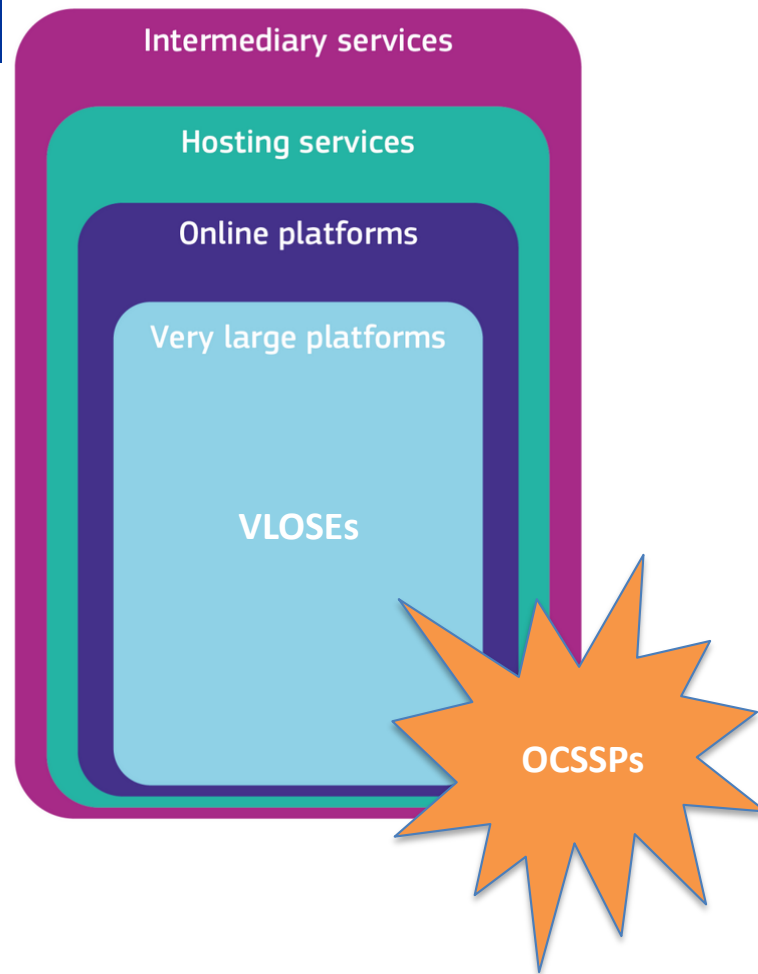 Intermediary services
Hosting services
Online platforms
Very large platforms
VLOSEs
OCSSPs